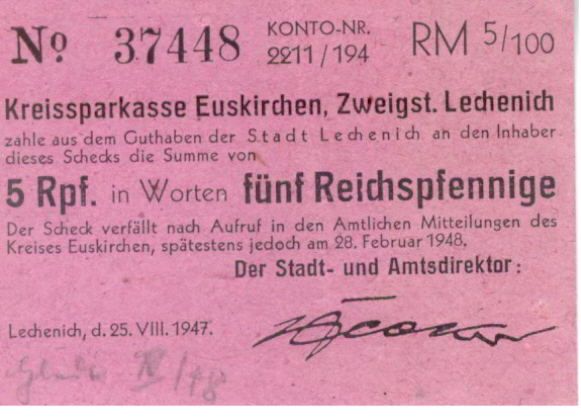 No. 37448 KONTO-NR. 2211/194 RM 5/100
Kreissparkasse Euskirchen, Zweigst. Lechenich
zahle aus dem Guthaben der Stadt Lechenich an den Inhaber
dieses Schecks die Summe von
5 Rpf. in Worten fünf Reichspfennige
Der Scheck verfällt nach Aufruf in den Amtlichen Mitteilungen des
Kreises Euskirchen, spätestens jedoch am 28. Februar 1948.
Der Stadt- und Amtsdirektor:
Lechenich, d. 25. VIII. 1947.
IV/48